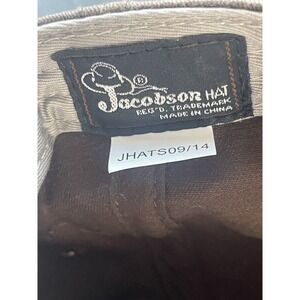 ®
Jacobson HAT
REG'D. TRADEMARK
MADE IN CHINA
JHATS09/14